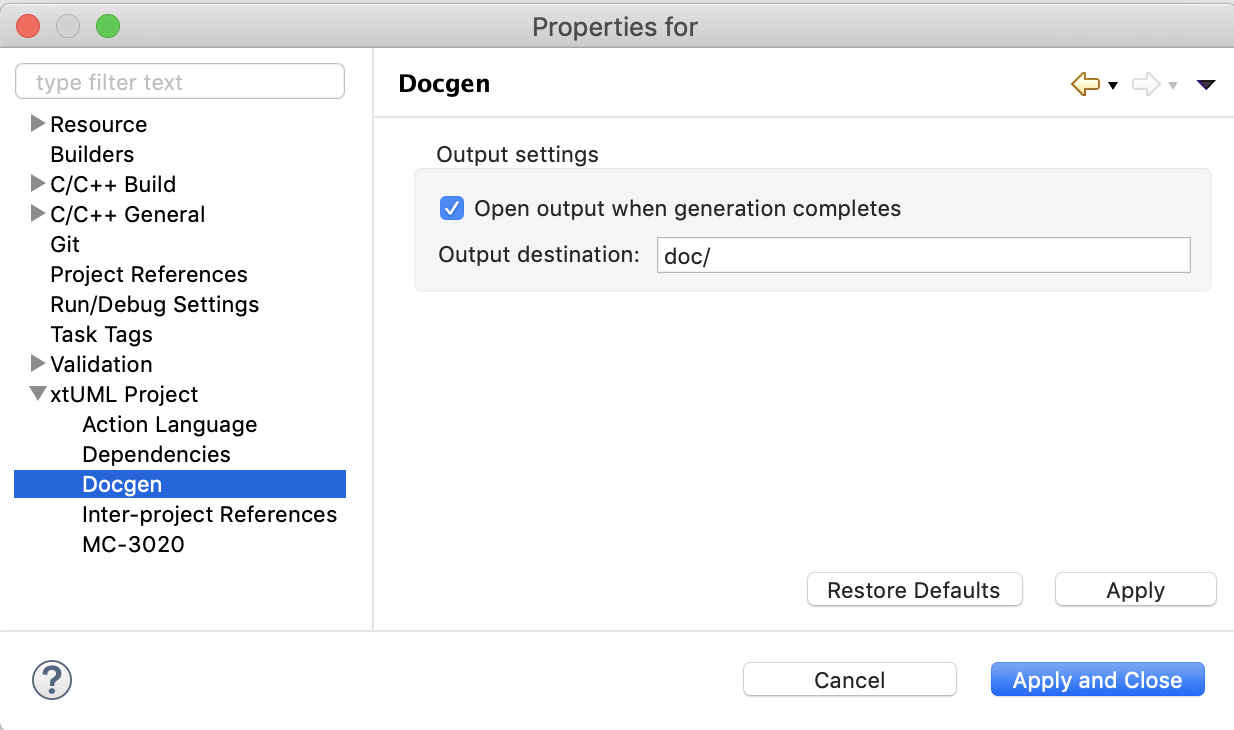 Properties for
type filter text
Docgen
Resource
Builders
C/C++ Build
C/C++ General
Git
Project References
Run/Debug Settings
Task Tags
Validation
xtUML Project
Action Language
Dependencies
Docgen
Inter-project References
MC-3020
Output settings
Open output when generation completes
Output destination: doc/
Restore Defaults Apply
? Cancel Apply and Close